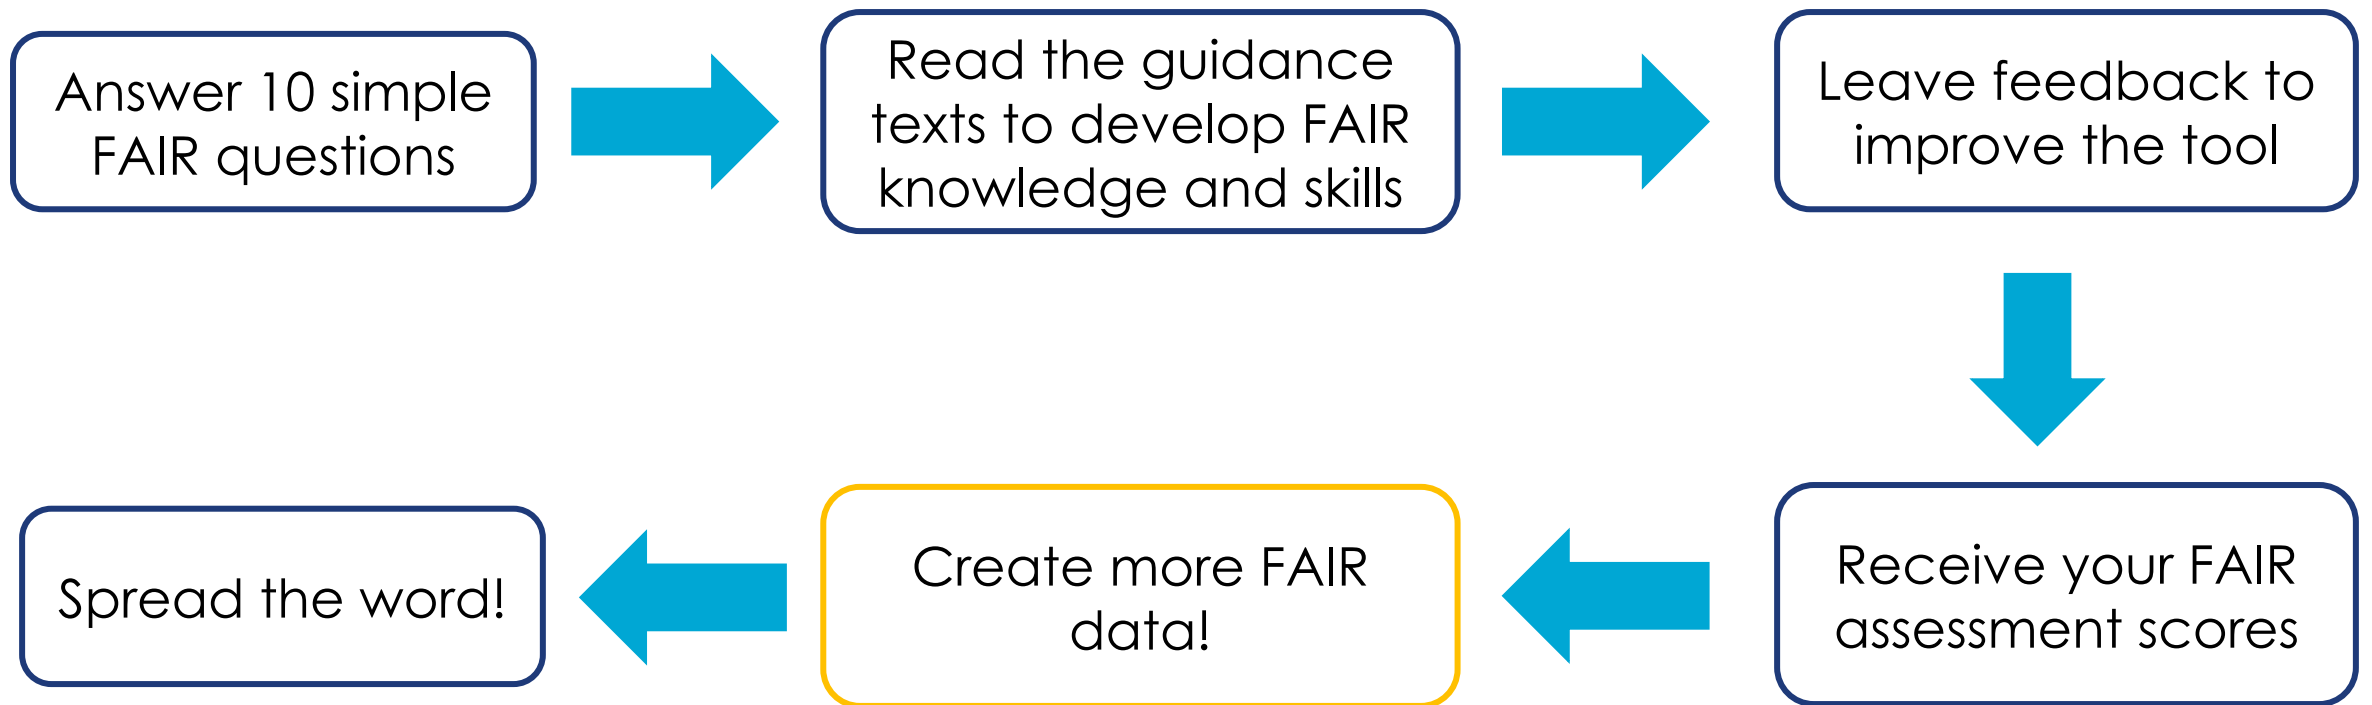 Answer 10 simple
FAIR questions
Read the guidance
texts to develop FAIR
knowledge and skills
Leave feedback to
improve the tool
Receive your FAIR
assessment scores
Create more FAIR
data!
Spread the word!